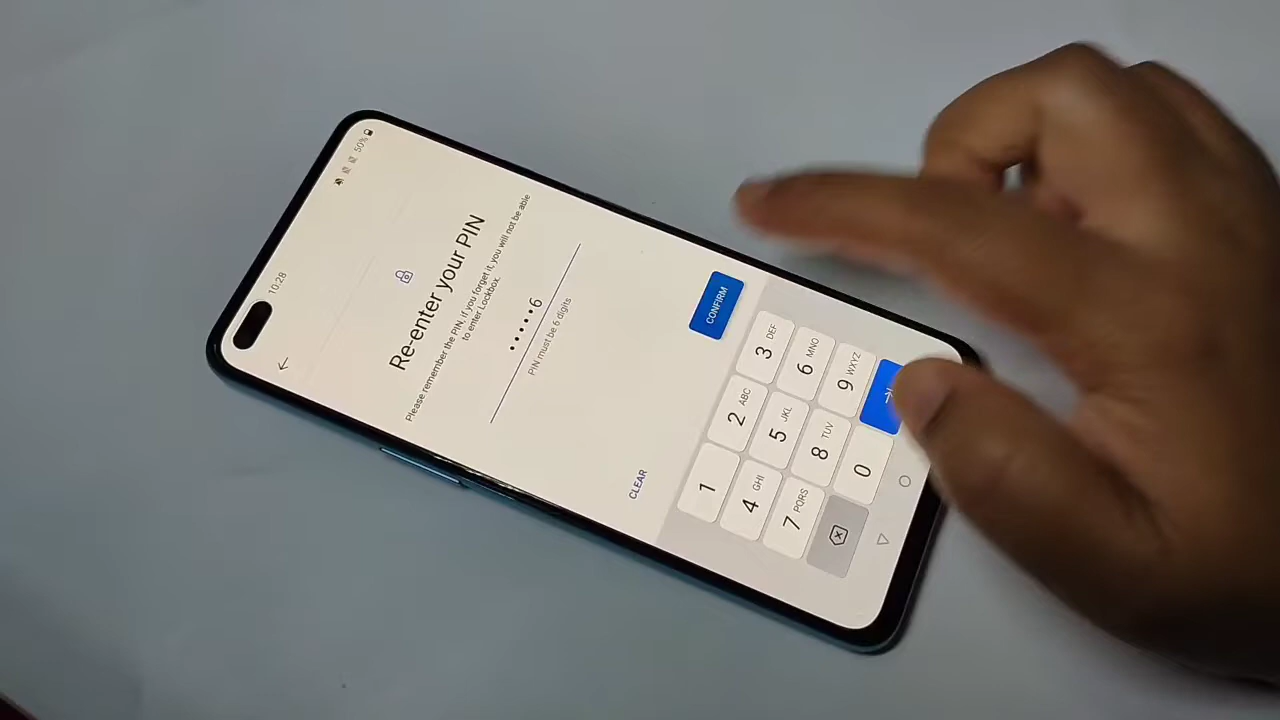 10:28
50%
Re-enter your PIN
Please remember the PIN, if you forget it, you will not be able
to enter Lockbox.
•••••6
PIN must be 6 digits
CLEAR
CONFIRM
1
2 ABC
3 DEF
4 GHI
5 JKL
6 MNO
7 PQRS
8 TUV
9 WXYZ
0